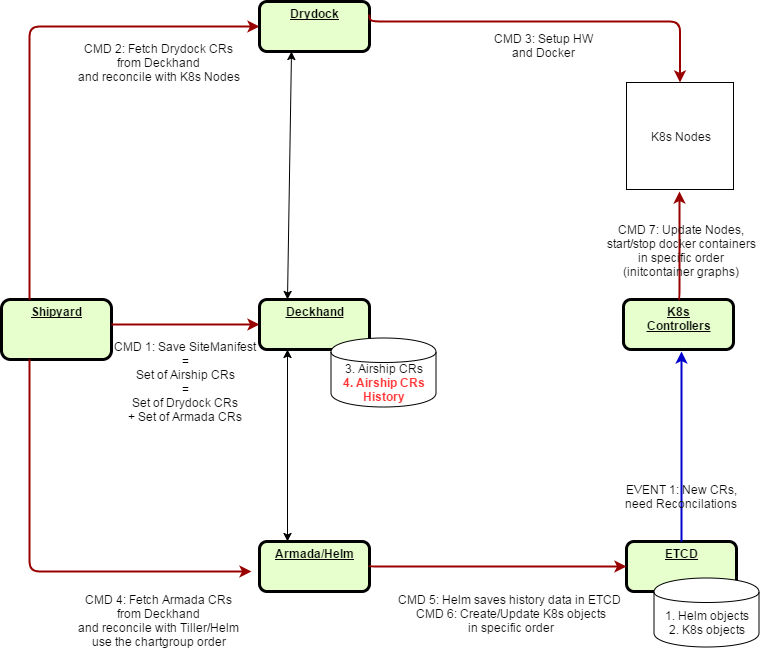 Drydock
CMD 2: Fetch Drydock CRs
from Deckhand
and reconcile with K8s Nodes
CMD 3: Setup HW
and Docker
K8s Nodes
CMD 7: Update Nodes,
start/stop docker containers
in specific order
(initcontainer graphs)
Shipyard
Deckhand
K8s
Controllers
CMD 1: Save SiteManifest
=
Set of Airship CRs
=
Set of Drydock CRs
+ Set of Armada CRs
3. Airship CRs
4. Airship CRs
History
EVENT 1: New CRs,
need Reconcilations
Armada/Helm
ETCD
CMD 4: Fetch Armada CRs
from Deckhand
and reconcile with Tiller/Helm
use the chartgroup order
CMD 5: Helm saves history data in ETCD
CMD 6: Create/Update K8s objects
in specific order
1. Helm objects
2. K8s objects